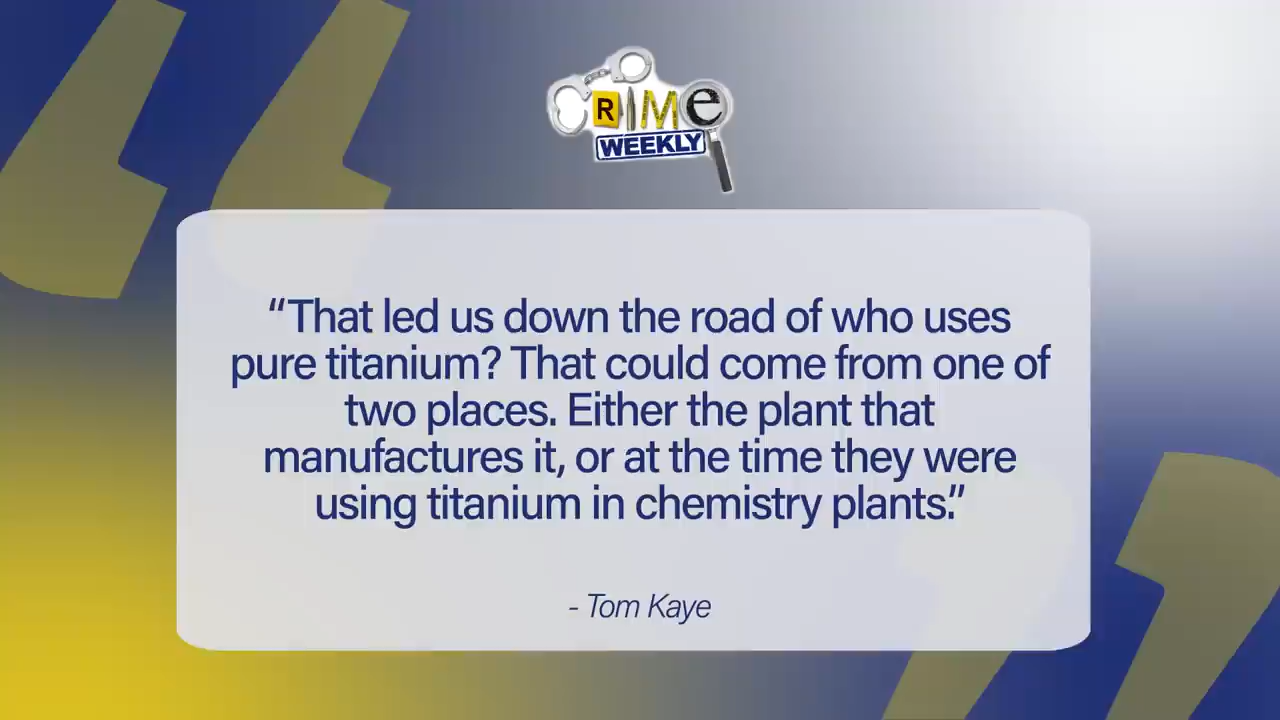 CRIME
WEEKLY
“That led us down the road of who uses
pure titanium? That could come from one of
two places. Either the plant that
manufactures it, or at the time they were
using titanium in chemistry plants.”
- Tom Kaye